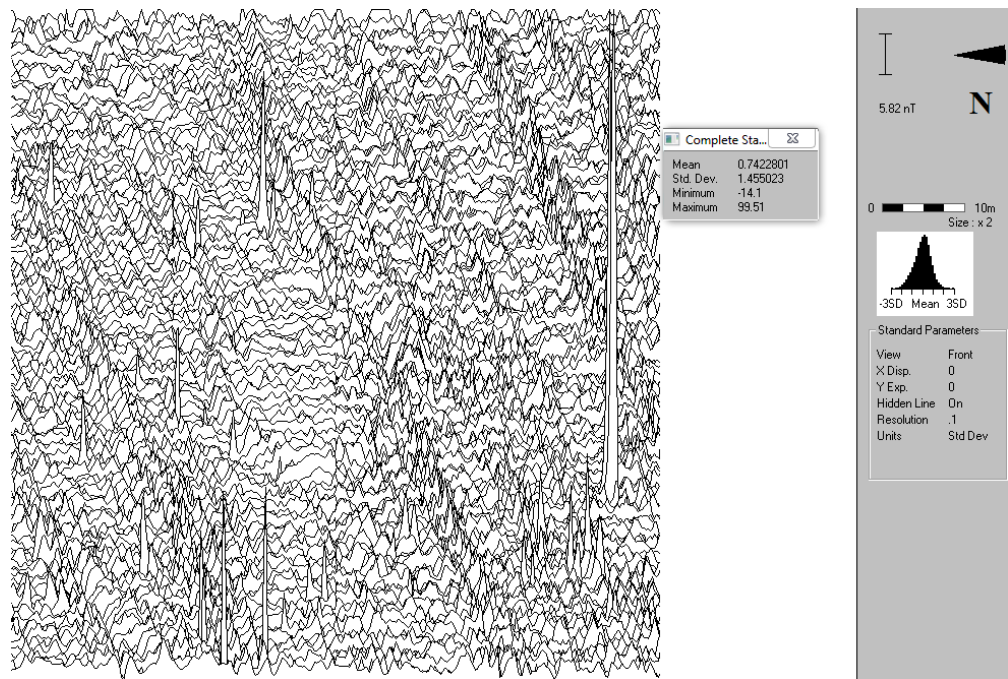 Complete Sta...
Mean 0.7422801
Std. Dev. 1.455023
Minimum -14.1
Maximum 99.51
5.82 nT
N
0 10m
Size : x 2
-3SD Mean 3SD
Standard Parameters
View Front
X Disp. 0
Y Exp. 0
Hidden Line On
Resolution .1
Units Std Dev